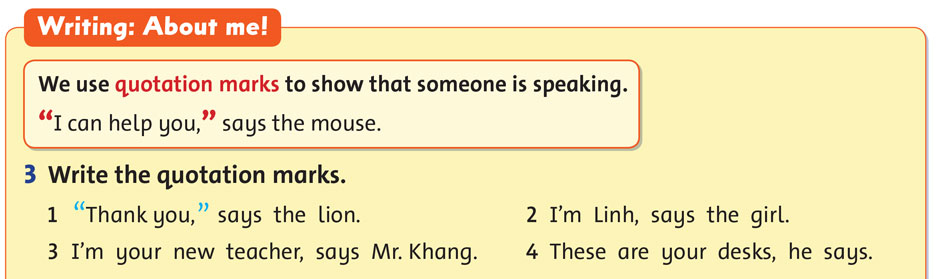 Writing: About me!
We use quotation marks to show that someone is speaking.
“I can help you,” says the mouse.
3 Write the quotation marks.
1 “Thank you,” says the lion.
2 I’m Linh, says the girl.
3 I’m your new teacher, says Mr. Khang.
4 These are your desks, he says.